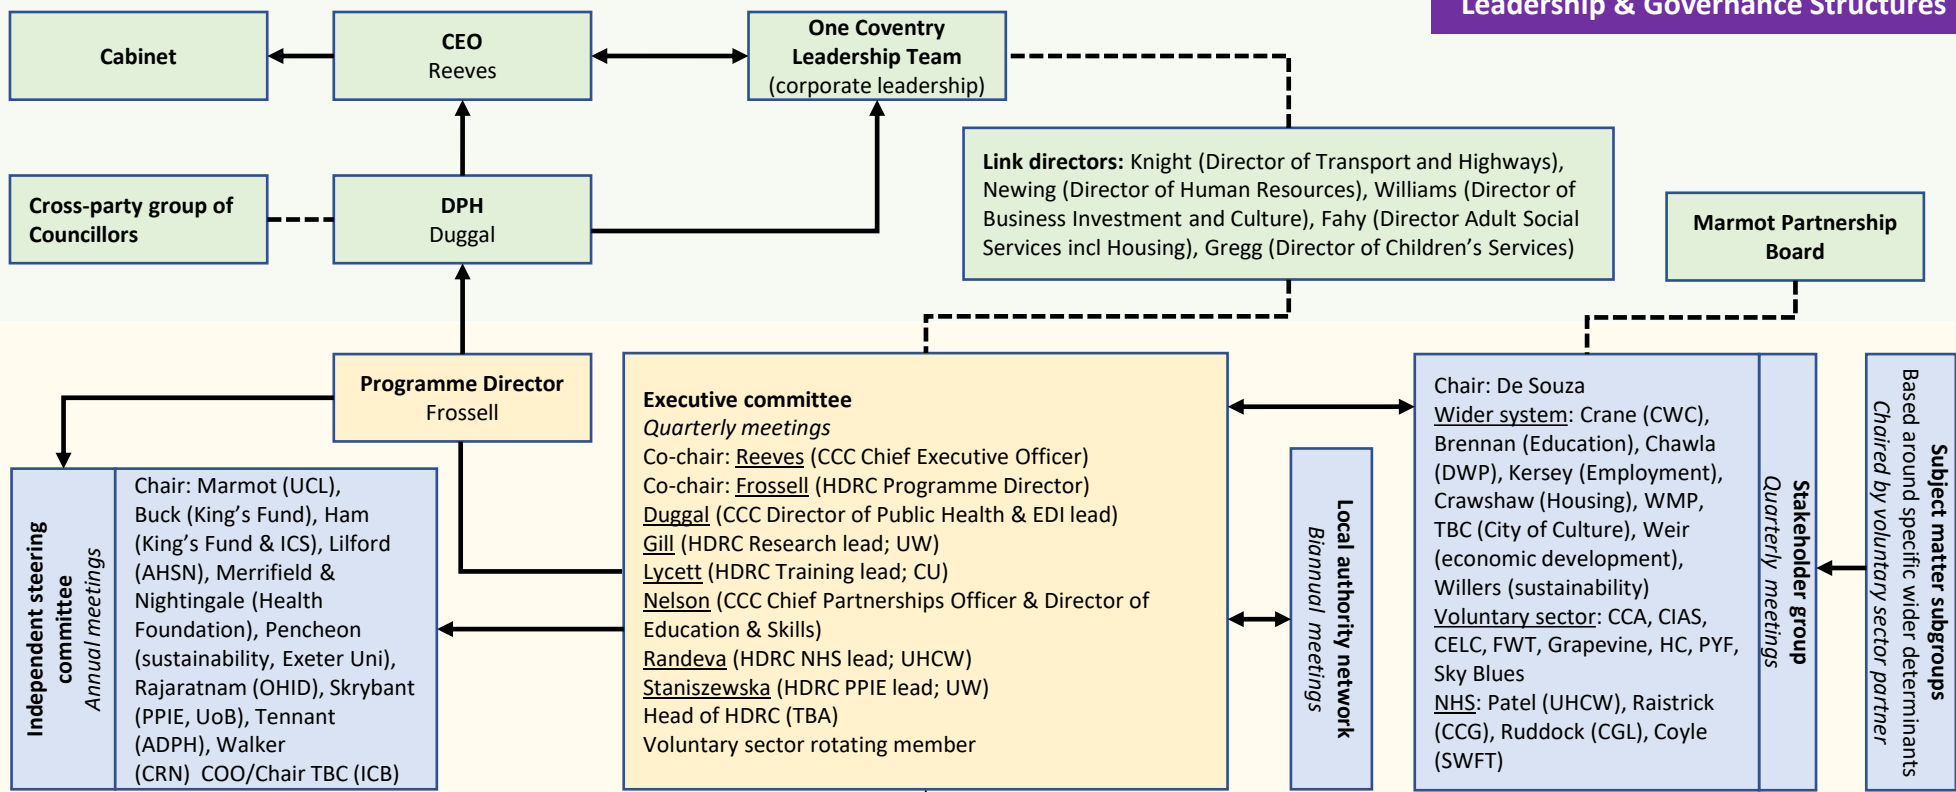 Leadership & Governance Structures
Cabinet
CEO
Reeves
One Coventry
Leadership Team
(corporate leadership)
Cross-party group of
Councillors
DPH
Duggal
Link directors: Knight (Director of Transport and Highways),
Newing (Director of Human Resources), Williams (Director of
Business Investment and Culture), Fahy (Director Adult Social
Services incl Housing), Gregg (Director of Children’s Services)
Marmot Partnership
Board
Programme Director
Frossell
Independent steering
committee
Annual meetings
Chair: Marmot (UCL),
Buck (King’s Fund), Ham
(King’s Fund & ICS), Lilford
(AHSN), Merrifield &
Nightingale (Health
Foundation), Pencheon
(sustainability, Exeter Uni),
Rajaratnam (OHID), Skrybant
(PPIE, UoB), Tennant
(ADPH), Walker
(CRN) COO/Chair TBC (ICB)
Executive committee
Quarterly meetings
Co-chair: Reeves (CCC Chief Executive Officer)
Co-chair: Frossell (HDRC Programme Director)
Duggal (CCC Director of Public Health & EDI lead)
Gill (HDRC Research lead; UW)
Lycett (HDRC Training lead; CU)
Nelson (CCC Chief Partnerships Officer & Director of
Education & Skills)
Randeva (HDRC NHS lead; UHCW)
Staniszewska (HDRC PPIE lead; UW)
Head of HDRC (TBA)
Voluntary sector rotating member
Local authority network
Biannual meetings
Chair: De Souza
Wider system: Crane (CWC),
Brennan (Education), Chawla
(DWP), Kersey (Employment),
Crawshaw (Housing), WMP,
TBC (City of Culture), Weir
(economic development),
Willers (sustainability)
Voluntary sector: CCA, CIAS,
CELC, FWT, Grapevine, HC, PYF,
Sky Blues
NHS: Patel (UHCW), Raistrick
(CCG), Ruddock (CGL), Coyle
(SWFT)
Stakeholder group
Quarterly meetings
Subject matter subgroups
Based around specific wider determinants
Chaired by voluntary sector partner